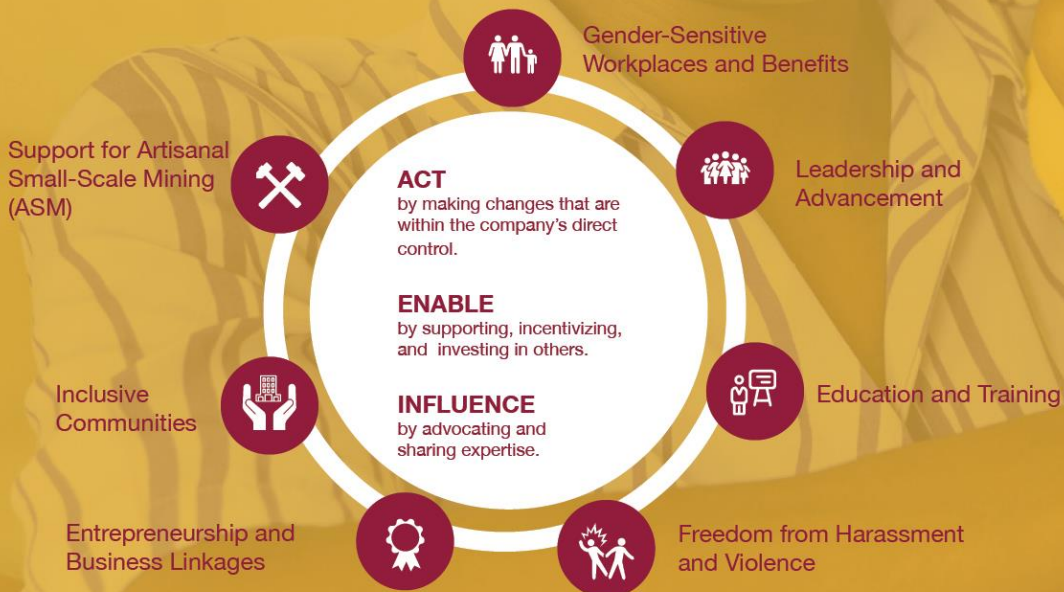 Gender-Sensitive
Workplaces and Benefits
Leadership and
Advancement
Education and Training
Freedom from Harassment
and Violence
Entrepreneurship and
Business Linkages
Inclusive
Communities
Support for Artisanal
Small-Scale Mining
(ASM)
ACT
by making changes that are
within the company's direct
control.
ENABLE
by supporting, incentivizing,
and investing in others.
INFLUENCE
by advocating and
sharing expertise.